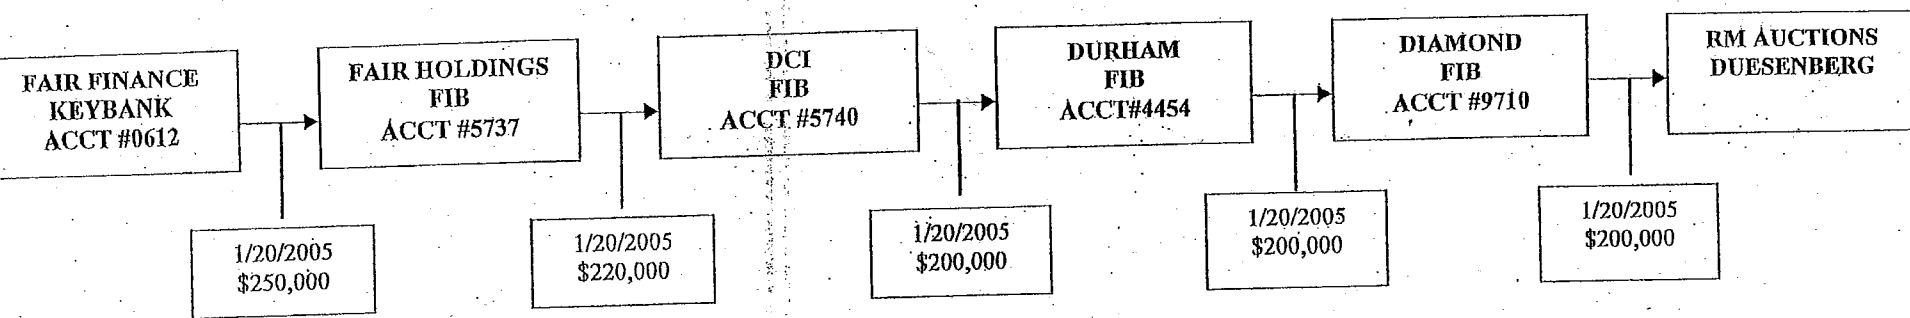 FAIR FINANCE
KEYBANK
ACCT #0612
FAIR HOLDINGS
FIB
ACCT #5737
DCI
FIB
ACCT #5740
DURHAM
FIB
ACCT#4454
DIAMOND
FIB
ACCT #9710
RM AUCTIONS
DUESENBERG
1/20/2005
$250,000
1/20/2005
$220,000
1/20/2005
$200,000
1/20/2005
$200,000
1/20/2005
$200,000